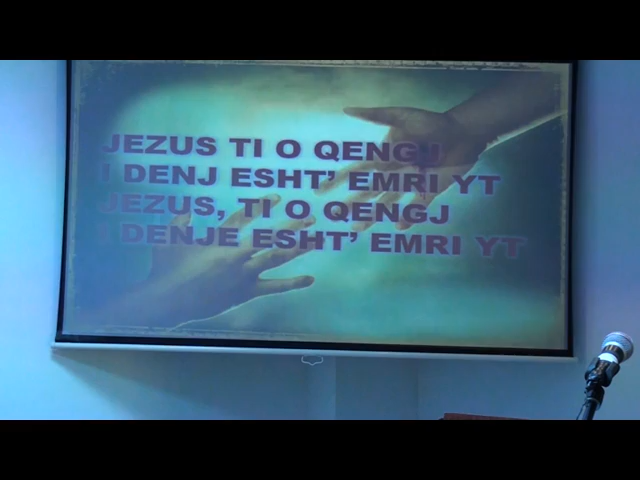 JEZUS TI O QENGJ
I DENJ ESHT' EMRI YT
JEZUS, TI O QENGJ
I DENJE ESHT' EMRI YT